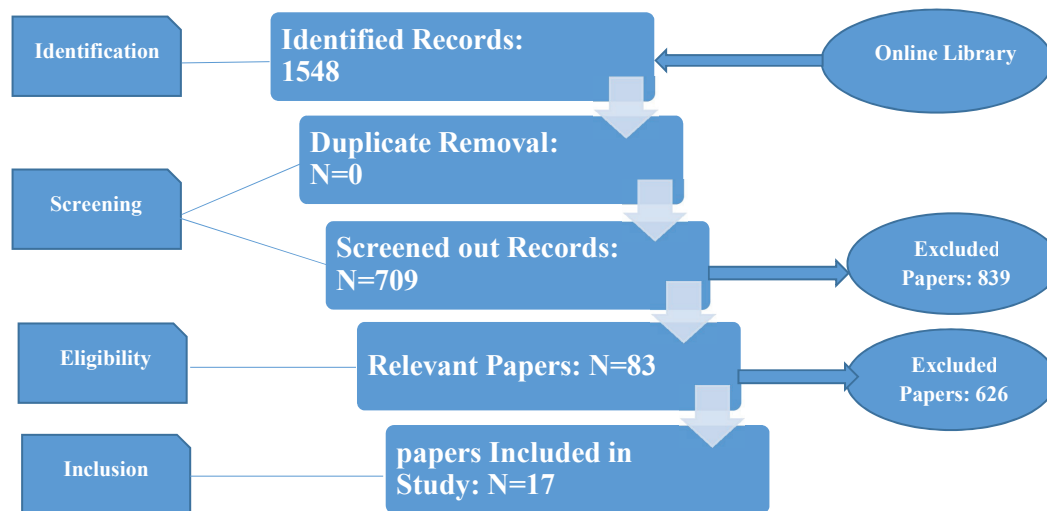 Identification
Identified Records:
1548
Online Library
Duplicate Removal:
N=0
Screening
Screened out Records:
N=709
Excluded
Papers: 839
Eligibility
Relevant Papers: N=83
Excluded
Papers: 626
Inclusion
papers Included in
Study: N=17